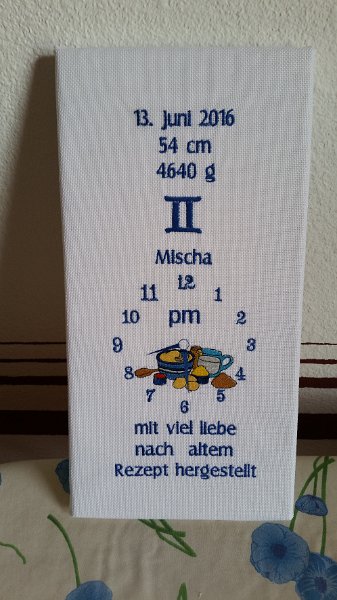 13. Juni 2016
54 cm
4640 g
II
Mischa
12
11 1
10 pm 2
9 3
8 4
7 5
6
mit viel liebe
nach altem
Rezept hergestellt